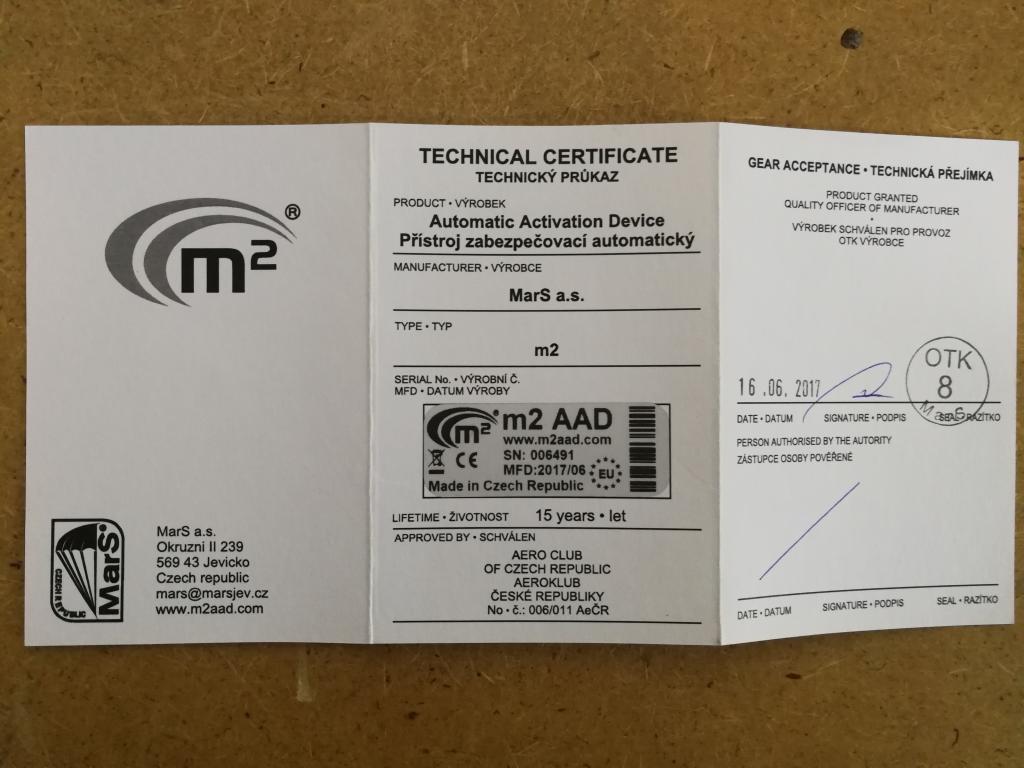 m2®
MarS
CZECH REPUBLIC
MarS a.s.
Okruzni II 239
569 43 Jevicko
Czech republic
mars@marsjev.cz
www.m2aad.com
TECHNICAL CERTIFICATE
TECHNICKÝ PRŮKAZ
PRODUCT • VÝROBEK
Automatic Activation Device
Přístroj zabezpečovací automatický
MANUFACTURER • VÝROBCE
MarS a.s.
TYPE • TYP
m2
SERIAL No. • VÝROBNÍ Č.
MFD • DATUM VÝROBY
m2 m2 AAD
www.m2aad.com
CE SN: 006491
MFD:2017/06 EU
Made in Czech Republic
LIFETIME • ŽIVOTNOST 15 years • let
APPROVED BY • SCHVÁLEN
AERO CLUB
OF CZECH REPUBLIC
AEROKLUB
ČESKÉ REPUBLIKY
No • č.: 006/011 AeČR
GEAR ACCEPTANCE • TECHNICKÁ PŘEJÍMKA
PRODUCT GRANTED
QUALITY OFFICER OF MANUFACTURER
•
VÝROBEK SCHVÁLEN PRO PROVOZ
OTK VÝROBCE
16.06.2017
OTK
8
MarS
DATE • DATUM SIGNATURE • PODPIS SEAL • RAZÍTKO
PERSON AUTHORISED BY THE AUTORITY
ZÁSTUPCE OSOBY POVĚŘENÉ
DATE • DATUM SIGNATURE • PODPIS SEAL • RAZÍTKO